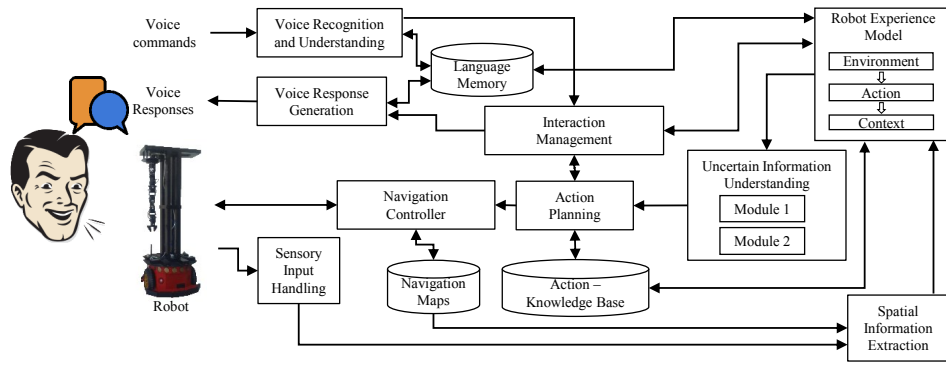 Voice
commands
Voice Recognition
and Understanding
Language
Memory
Robot Experience
Model
Environment
Action
Context
Voice
Responses
Voice Response
Generation
Interaction
Management
Uncertain Information
Understanding
Module 1
Module 2
Navigation
Controller
Action
Planning
Sensory
Input
Handling
Navigation
Maps
Action –
Knowledge Base
Spatial
Information
Extraction
Robot